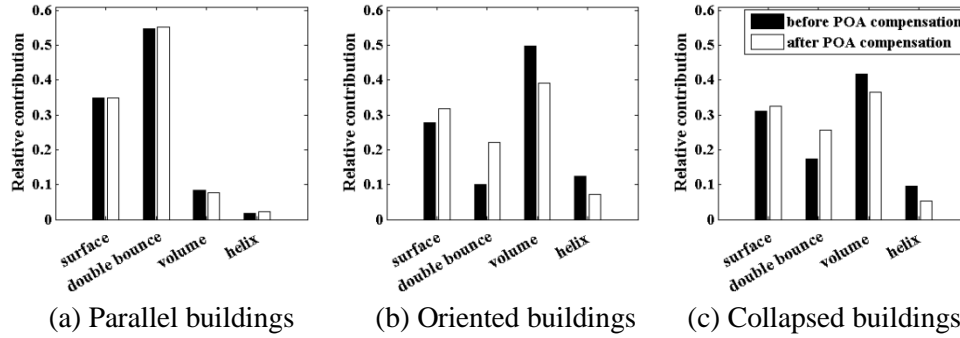 0.6
0.5
0.4
0.3
0.2
0.1
0
Relative contribution
surface
double bounce
volume
helix
(a) Parallel buildings
0.6
0.5
0.4
0.3
0.2
0.1
0
Relative contribution
surface
double bounce
volume
helix
(b) Oriented buildings
0.6
0.5
0.4
0.3
0.2
0.1
0
Relative contribution
before POA compensation
after POA compensation
surface
double bounce
volume
helix
(c) Collapsed buildings